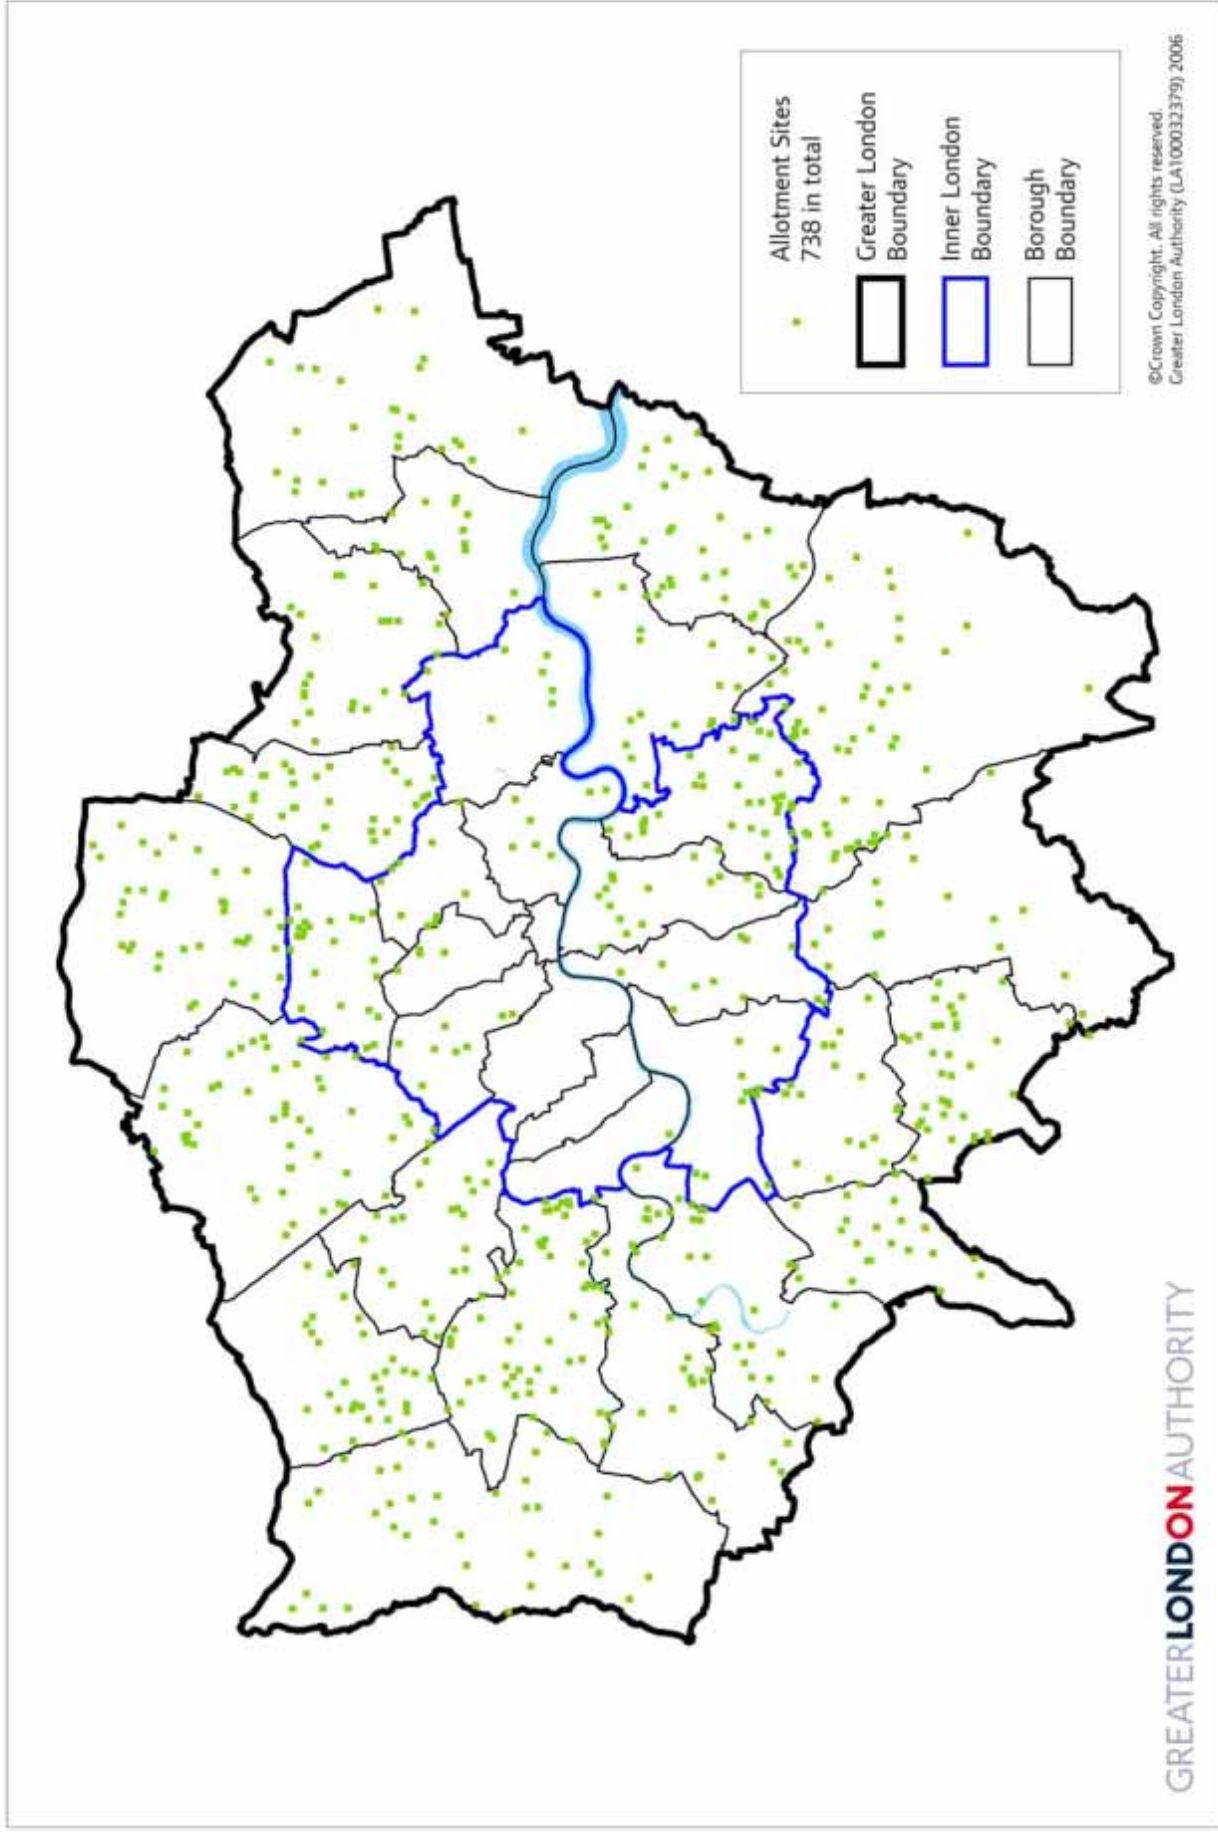 Allotment Sites
738 in total
Greater London
Boundary
Inner London
Boundary
Borough
Boundary
©Crown Copyright. All rights reserved.
Greater London Authority (LA100032379) 2006
GREATERLONDONAUTHORITY